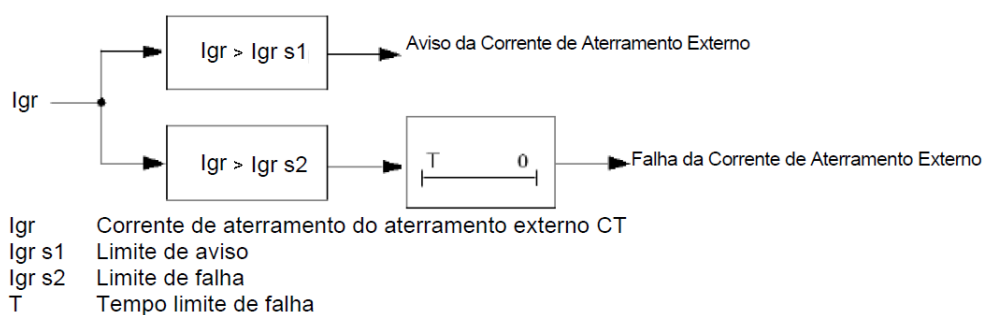 Igr > Igr s1
Aviso da Corrente de Aterramento Externo
Igr
Igr > Igr s2
T 0
Falha da Corrente de Aterramento Externo
Igr Corrente de aterramento do aterramento externo CT
Igr s1 Limite de aviso
Igr s2 Limite de falha
T Tempo limite de falha